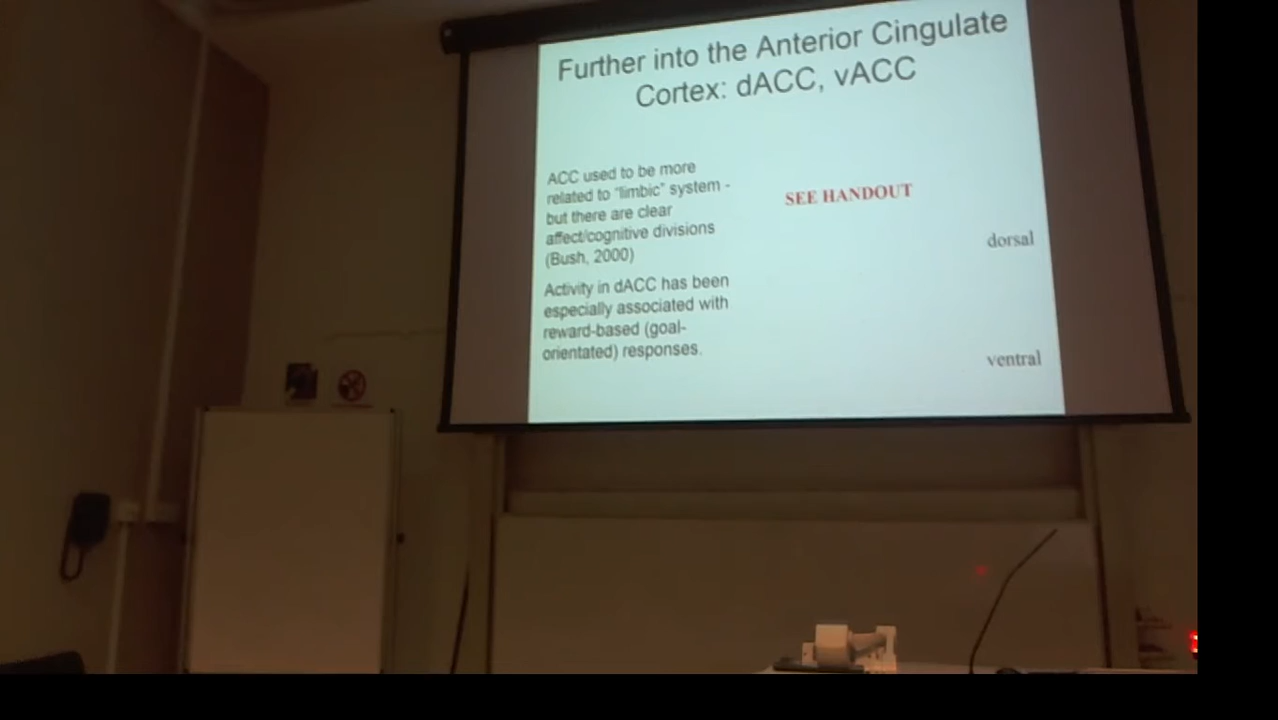 Further into the Anterior Cingulate
Cortex: dACC, vACC
ACC used to be more
related to "limbic" system -
but there are clear
affect/cognitive divisions
(Bush, 2000)
Activity in dACC has been
especially associated with
reward-based (goal-
orientated) responses.
SEE HANDOUT
dorsal
ventral